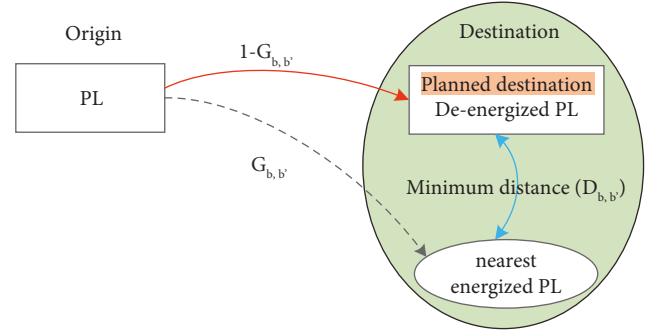 Origin
PL
1-G b, b'
G b, b'
Destination
Planned destination
De-energized PL
Minimum distance (D b, b')
nearest
energized PL